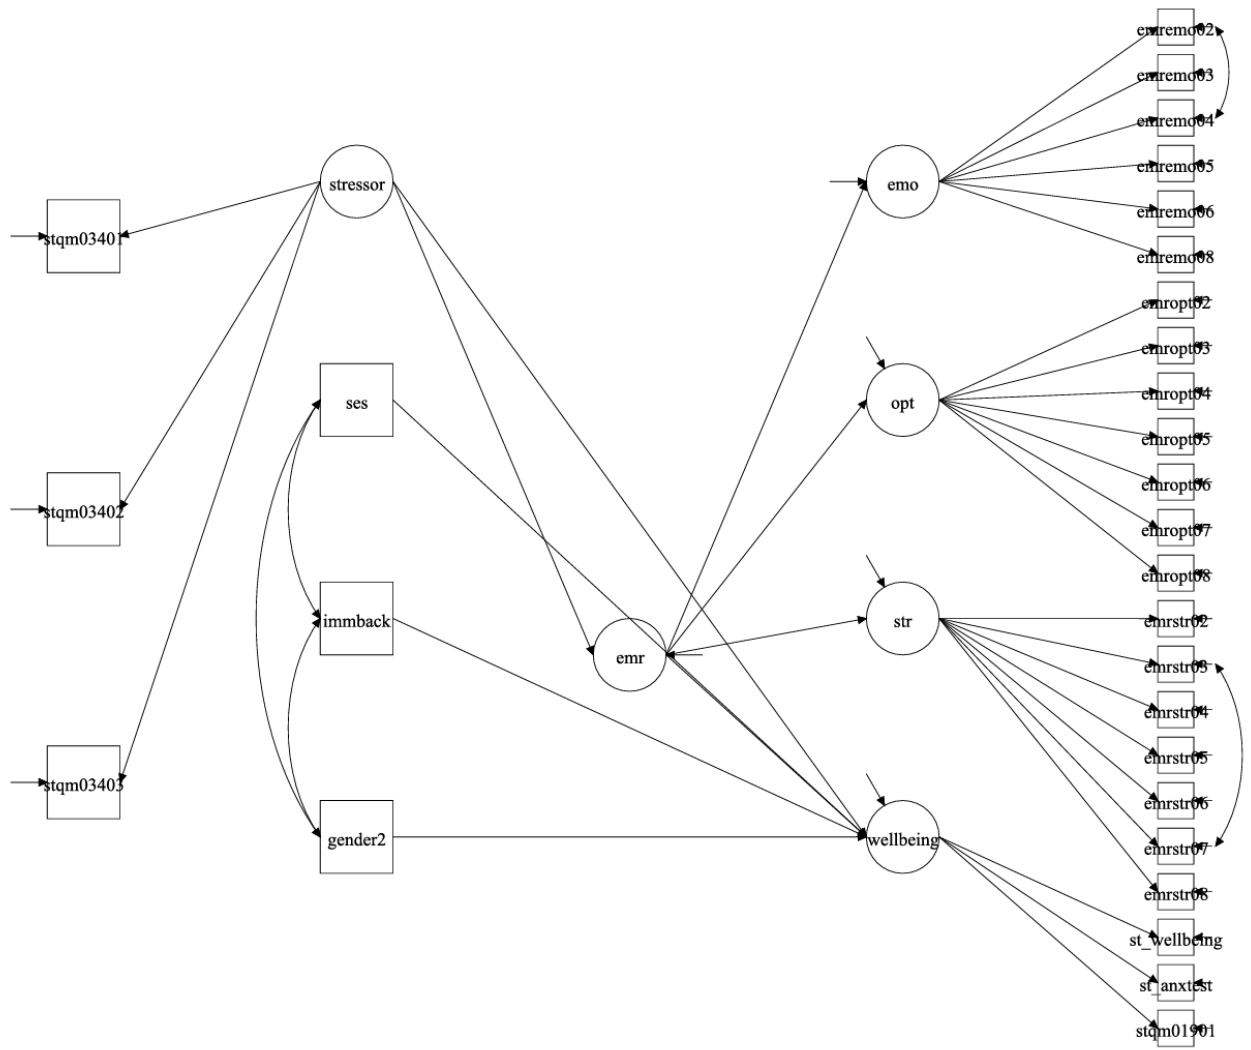 emremo02
emremo03
emremo04
stressor
emo
emremo05
emremo06
stqm03401
emremo08
emropt02
emropt03
ses
opt
emropt04
emropt05
emropt06
stqm03402
emropt07
emropt08
immback
str
emrstr02
emr
emrstr03
emrstr04
emrstr05
stqm03403
emrstr06
gender2
wellbeing
emrstr07
emrstr08
st_wellbeing
st_anxtest
stqm01901